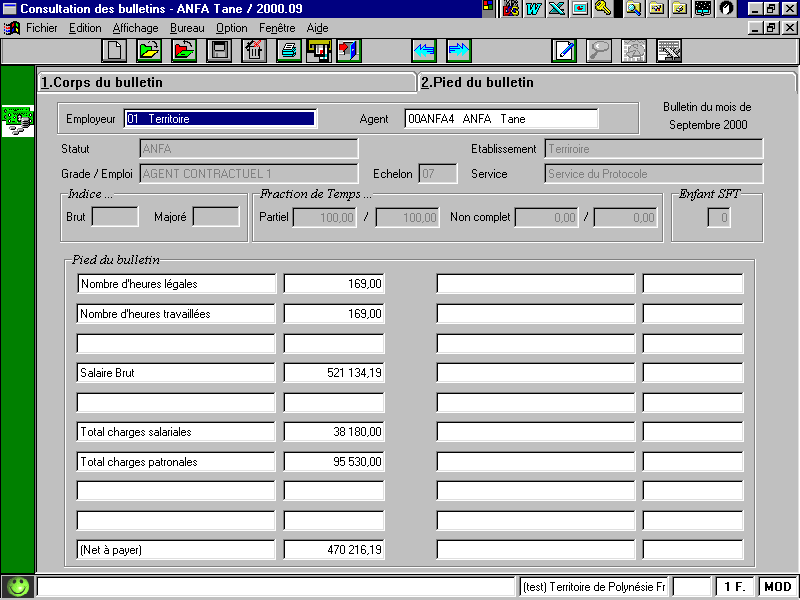 Consultation des bulletins - ANFA Tane / 2000.09
Fichier Edition Affichage Bureau Option Fenêtre Aide
1.Corps du bulletin 2.Pied du bulletin
Employeur 01 Territoire Agent 00ANFA4 ANFA Tane Bulletin du mois de
Septembre 2000
Statut ANFA Etablissement Terriroire
Grade / Emploi AGENT CONTRACTUEL 1 Echelon 07 Service Service du Protocole
Indice ... Fraction de Temps ... Enfant SFT
Brut Majoré Partiel 100,00 / 100,00 Non complet 0,00 / 0,00 0
Pied du bulletin
Nombre d'heures légales 169,00
Nombre d'heures travaillées 169,00
Salaire Brut 521 134,19
Total charges salariales 38 180,00
Total charges patronales 95 530,00
(Net à payer) 470 216,19
(test) Territoire de Polynésie Fr 1 F. MOD